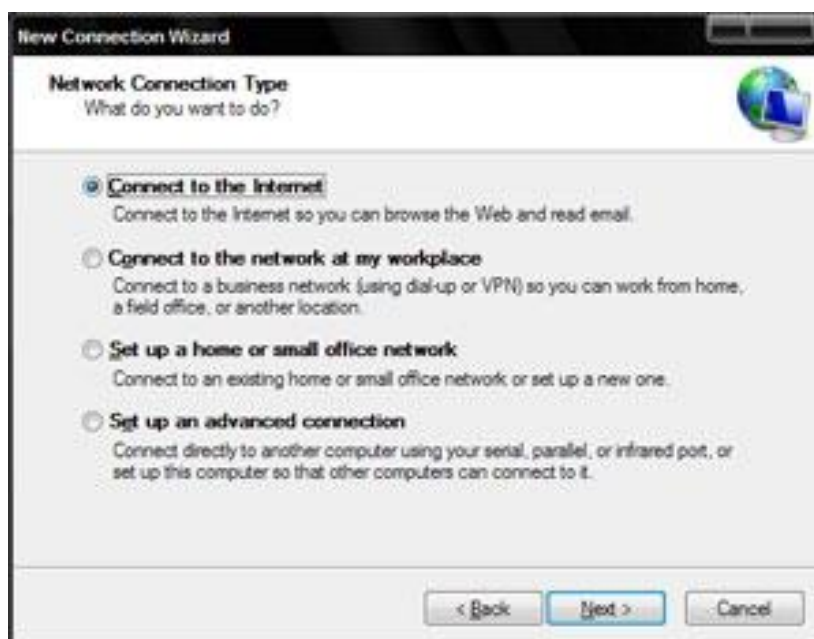 New Connection Wizard
Network Connection Type
What do you want to do?
Connect to the Internet
Connect to the Internet so you can browse the Web and read email.
Connect to the network at my workplace
Connect to a business network (using dial-up or VPN) so you can work from home,
a field office, or another location.
Set up a home or small office network
Connect to an existing home or small office network or set up a new one.
Set up an advanced connection
Connect directly to another computer using your serial, parallel, or infrared port, or
set up this computer so that other computers can connect to it.
< Back Next > Cancel